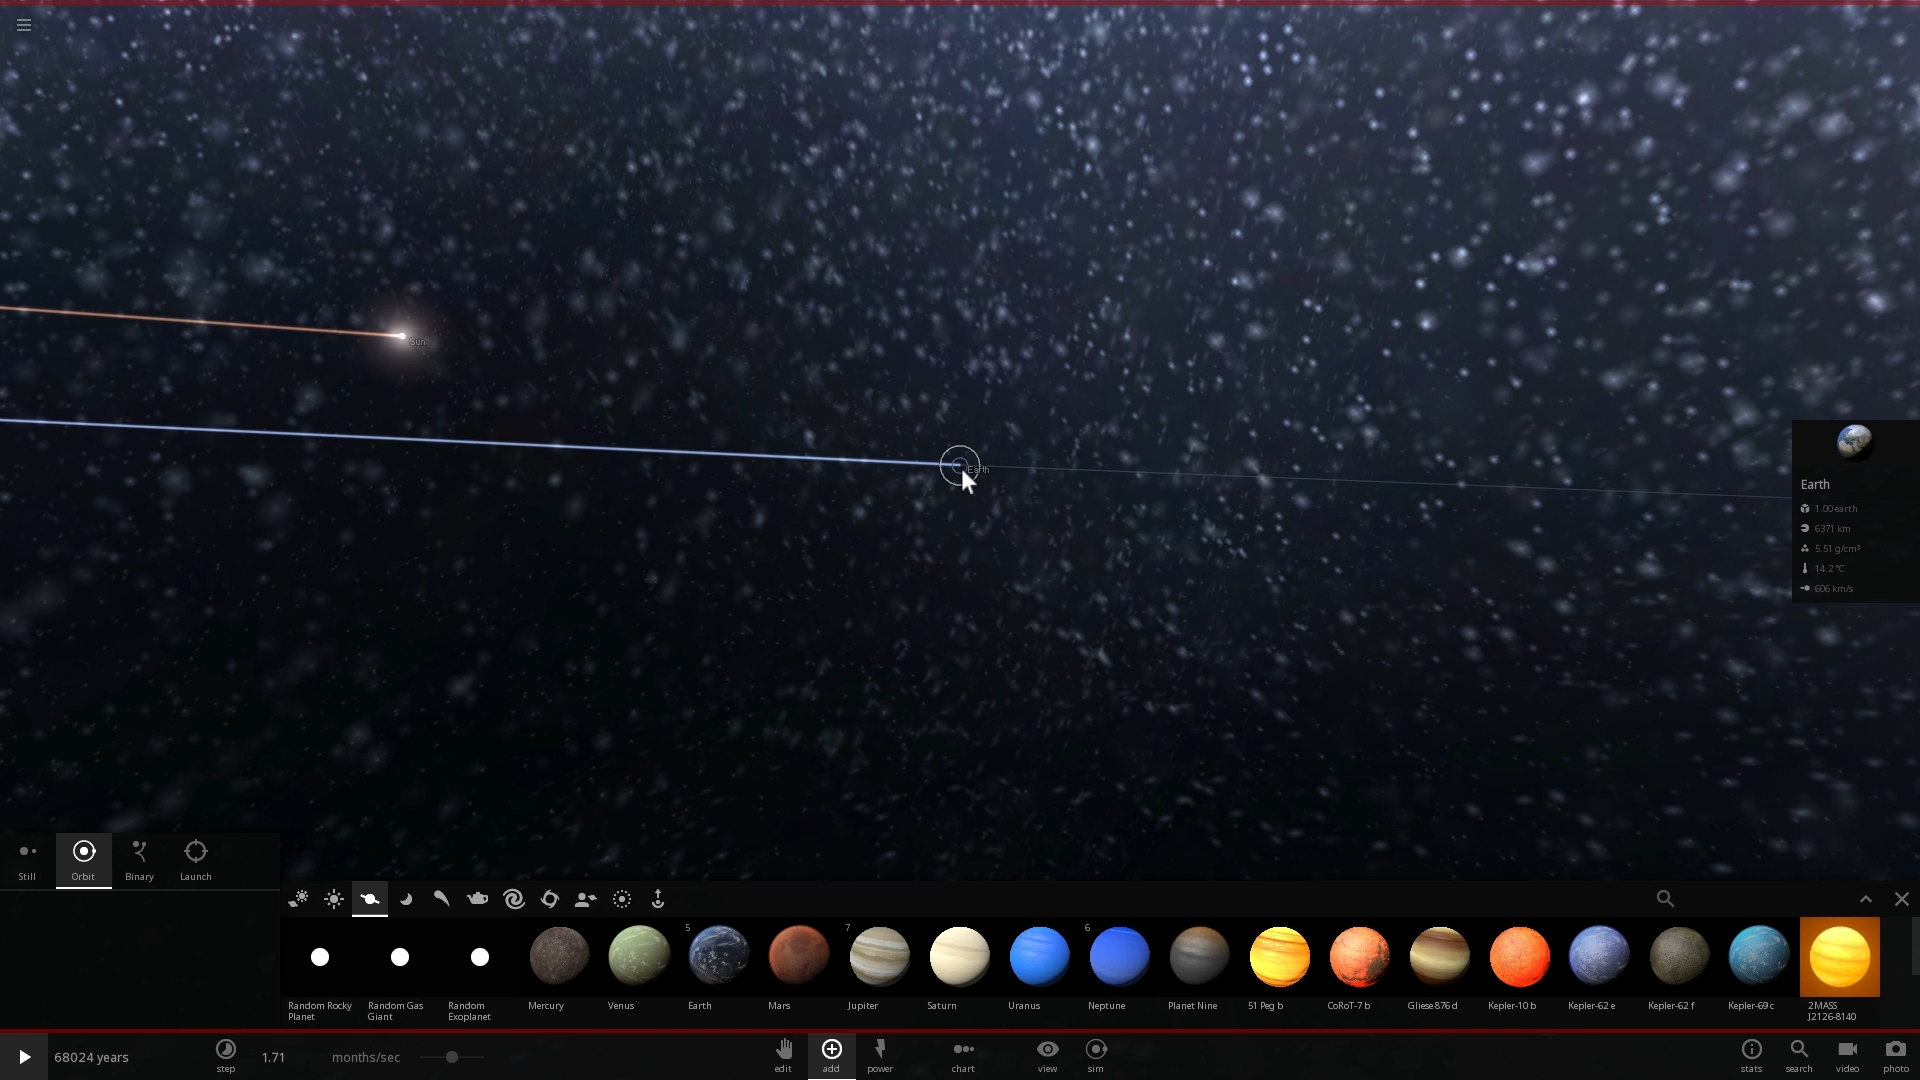 Sun
Earth
Earth
1.00 earth
6371 km
5.51 g/cm³
14.2 °C
606 km/s
Still
Orbit
Binary
Launch
5
7
6
Random Rocky
Planet
Random Gas
Giant
Random
Exoplanet
Mercury
Venus
Earth
Mars
Jupiter
Saturn
Uranus
Neptune
Planet Nine
51 Peg b
CoRoT-7 b
Gliese 876 d
Kepler-10 b
Kepler-62 e
Kepler-62 f
Kepler-69 c
2MASS
J2126-8140
68024 years
step
1.71
months/sec
edit
add
power
chart
view
sim
stats
search
video
photo